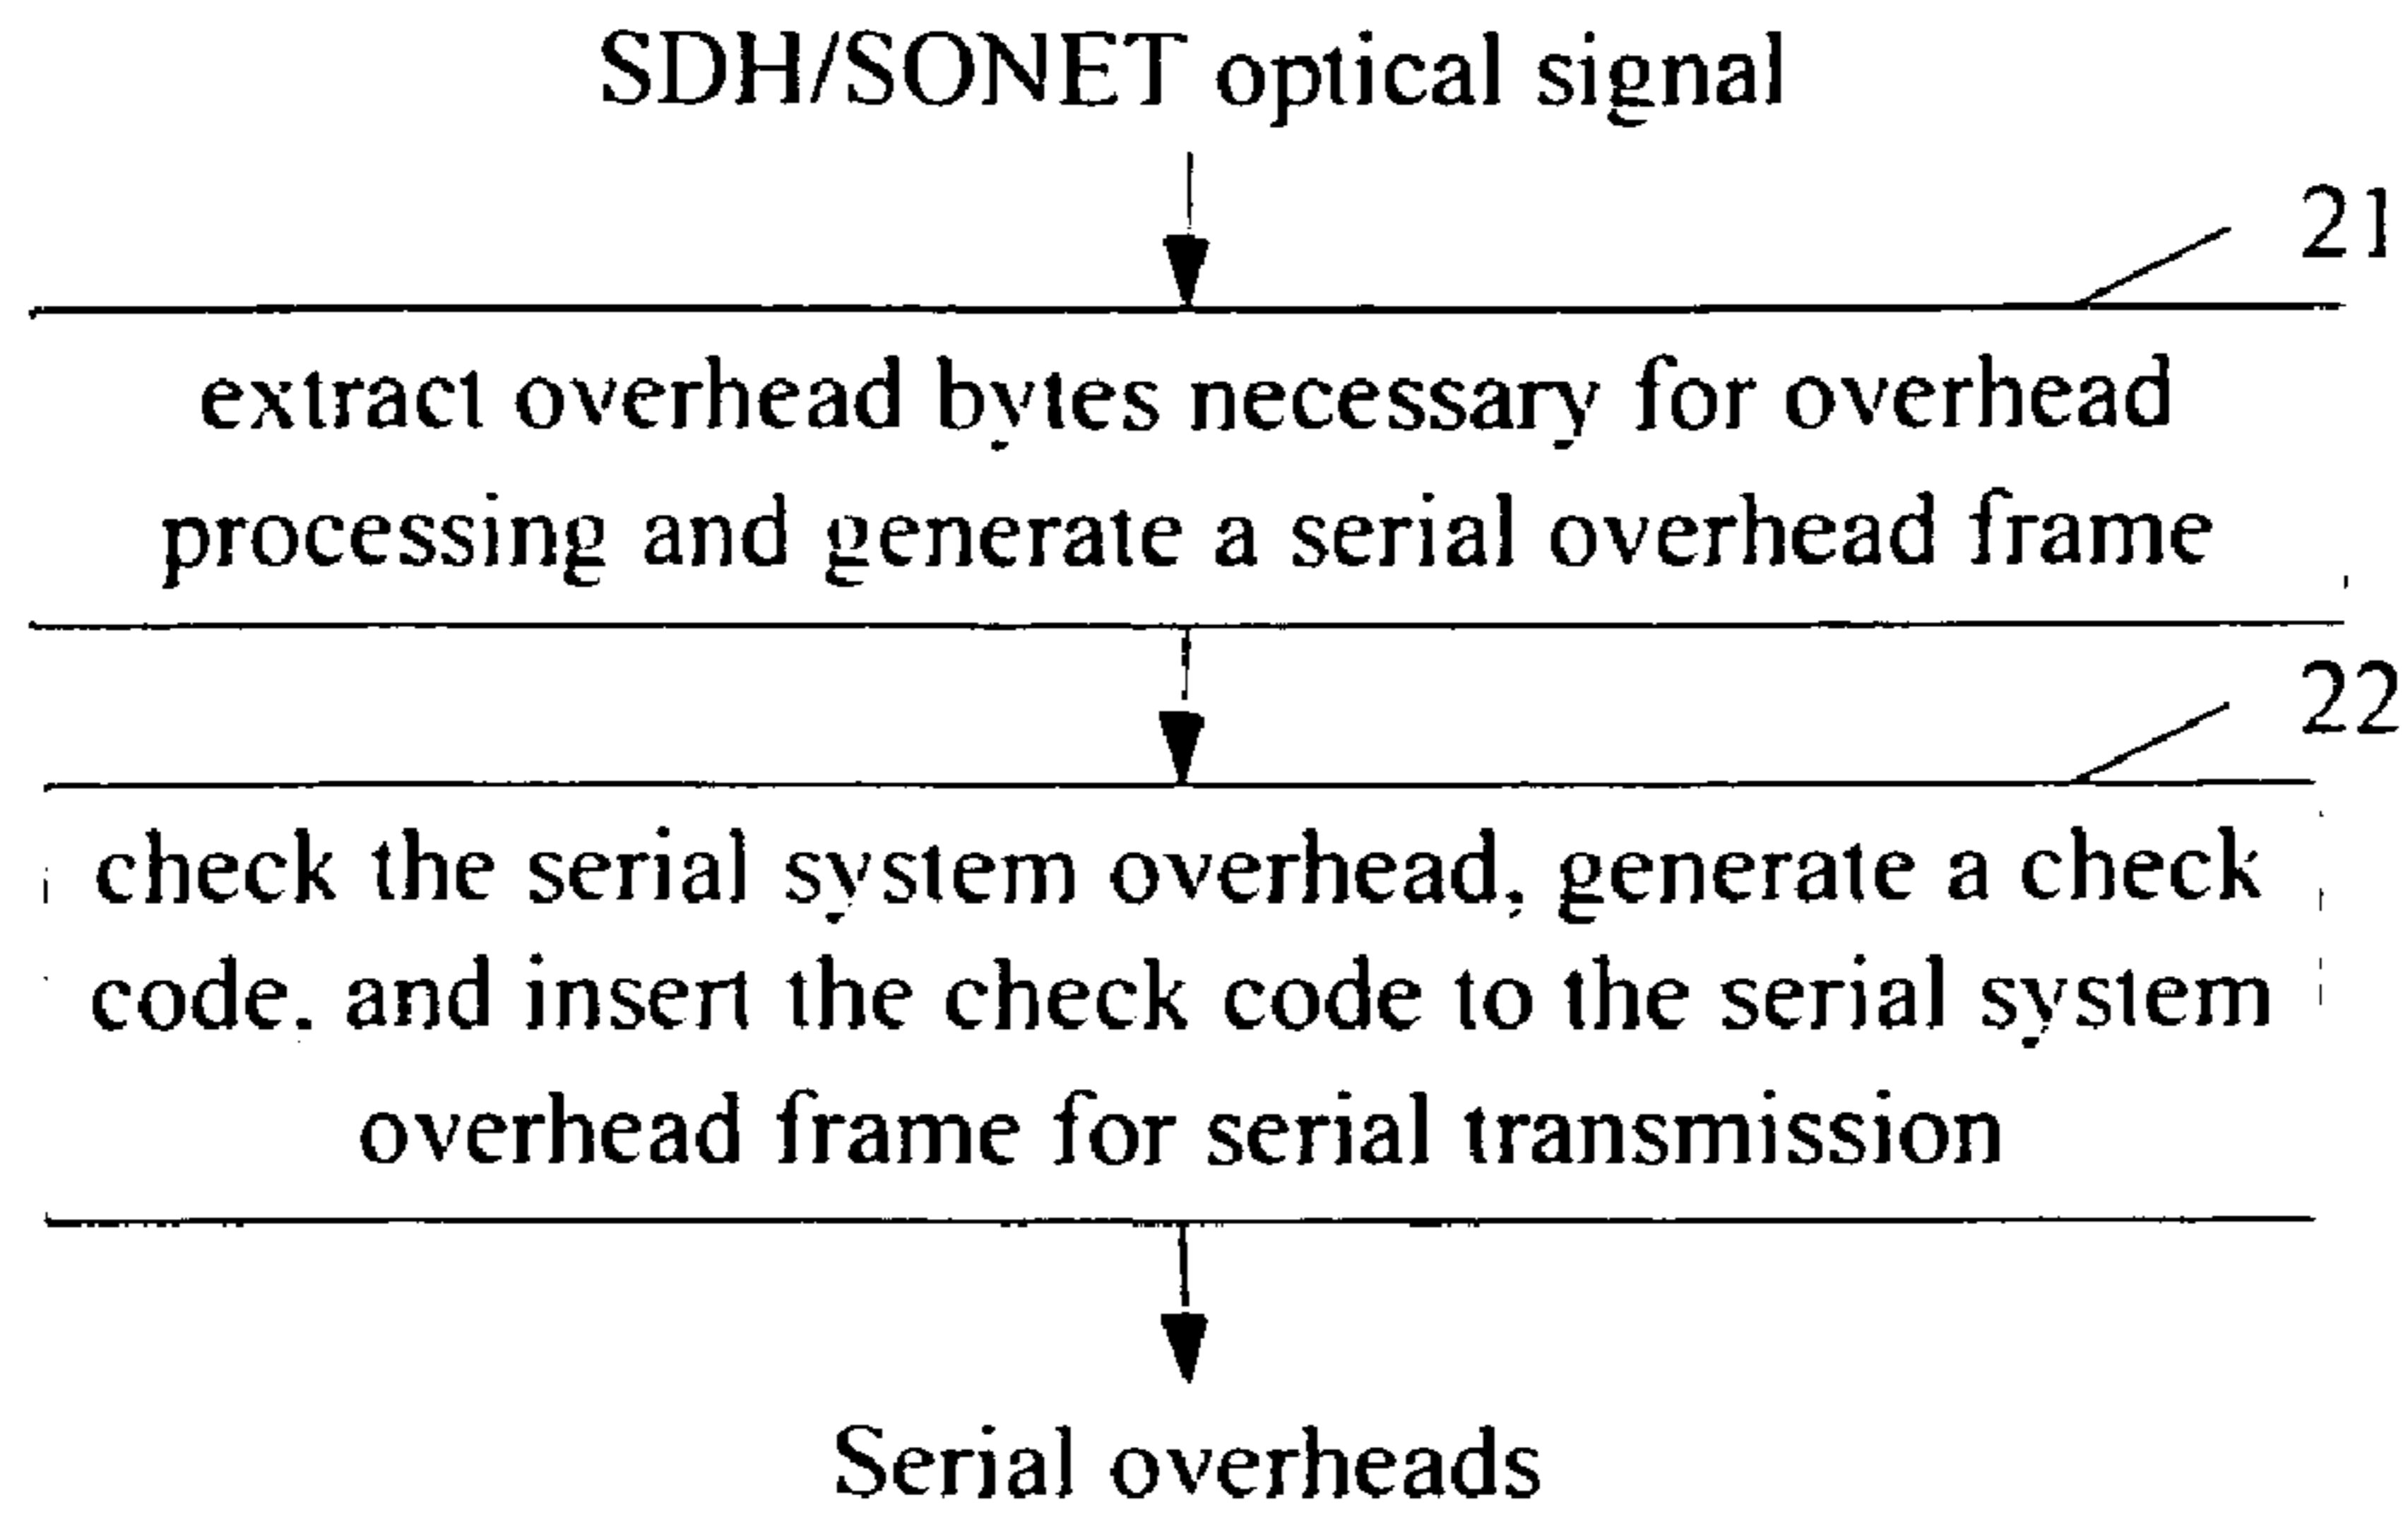 SDH/SONET optical signal
21
extract overhead bytes necessary for overhead
processing and generate a serial overhead frame
22
check the serial system overhead, generate a check
code, and insert the check code to the serial system
overhead frame for serial transmission
Serial overheads